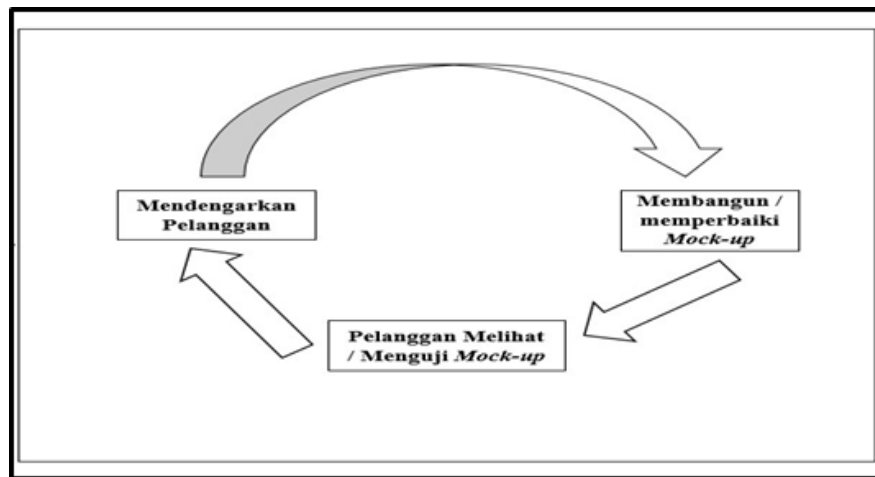 Mendengarkan
Pelanggan
Membangun /
memperbaiki
Mock-up
Pelanggan Melihat
/ Menguji Mock-up